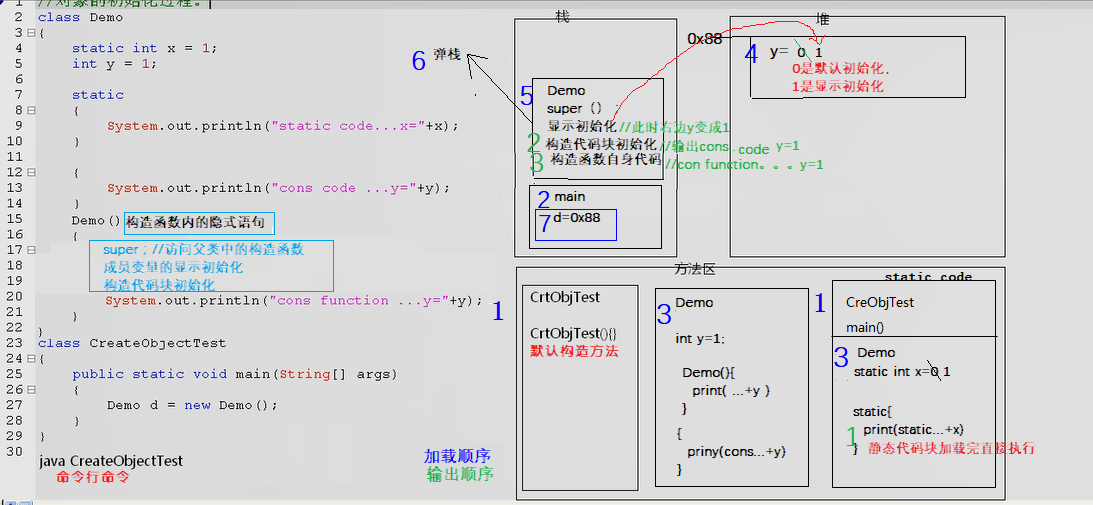 1 //对象的初始化过程。
2 class Demo
3 {
4 static int x = 1;
5 int y = 1;
6
7 static
8 {
9 System.out.println("static code...x="+x);
10 }
11
12 {
13 System.out.println("cons code ...y="+y);
14 }
15 Demo() 构造函数内的隐式语句
16 {
17 super；//访问父类中的构造函数
18 成员变量的显示初始化
19 构造代码块初始化
20 System.out.println("cons function ...y="+y);
21 }
22 }
23 class CreateObjectTest
24 {
25 public static void main(String[] args)
26 {
27 Demo d = new Demo();
28 }
29 }
30
java CreateObjectTest
命令行命令
加载顺序
输出顺序
栈
6 弹栈
5 Demo
super（）
显示初始化//此时右边y变成1
2 构造代码块初始化//输出cons code y=1
3 构造函数自身代码//con function。。。y=1
2 main
7 d=0x88
堆
0x88
4 y= 0 1
0是默认初始化.
1是显示初始化
方法区
1
CrtObjTest
CrtObjTest(){}
默认构造方法
3 Demo
int y=1;
Demo(){
print( ...+y )
}
{
priny(cons...+y)
}
static code
1 CreObjTest
main()
3 Demo
static int x=0 1
static{
1 print(static...+x)
} 静态代码块加载完直接执行